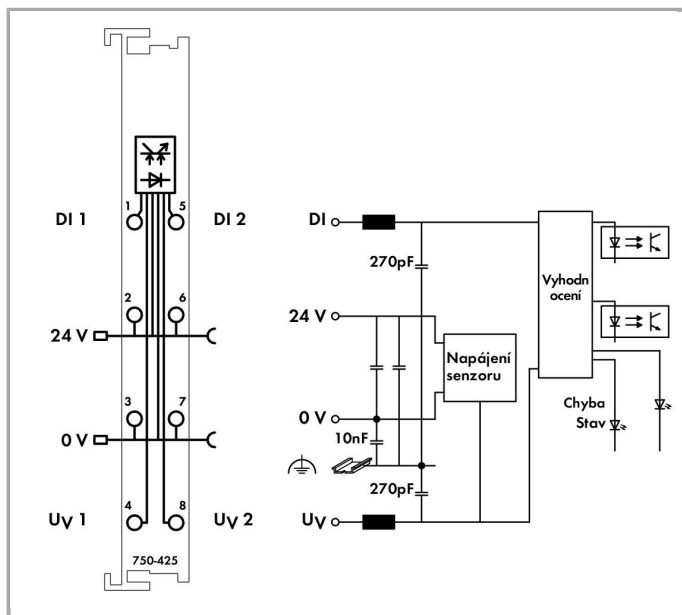 1
5
DI 1
DI 2
2
6
24 V
3
7
0 V
4
8
UV 1
UV 2
750-425
DI
270pF
24 V
Vyhodn
ocení
Napájení
senzoru
0 V
10nF
Chyba
Stav
270pF
UV